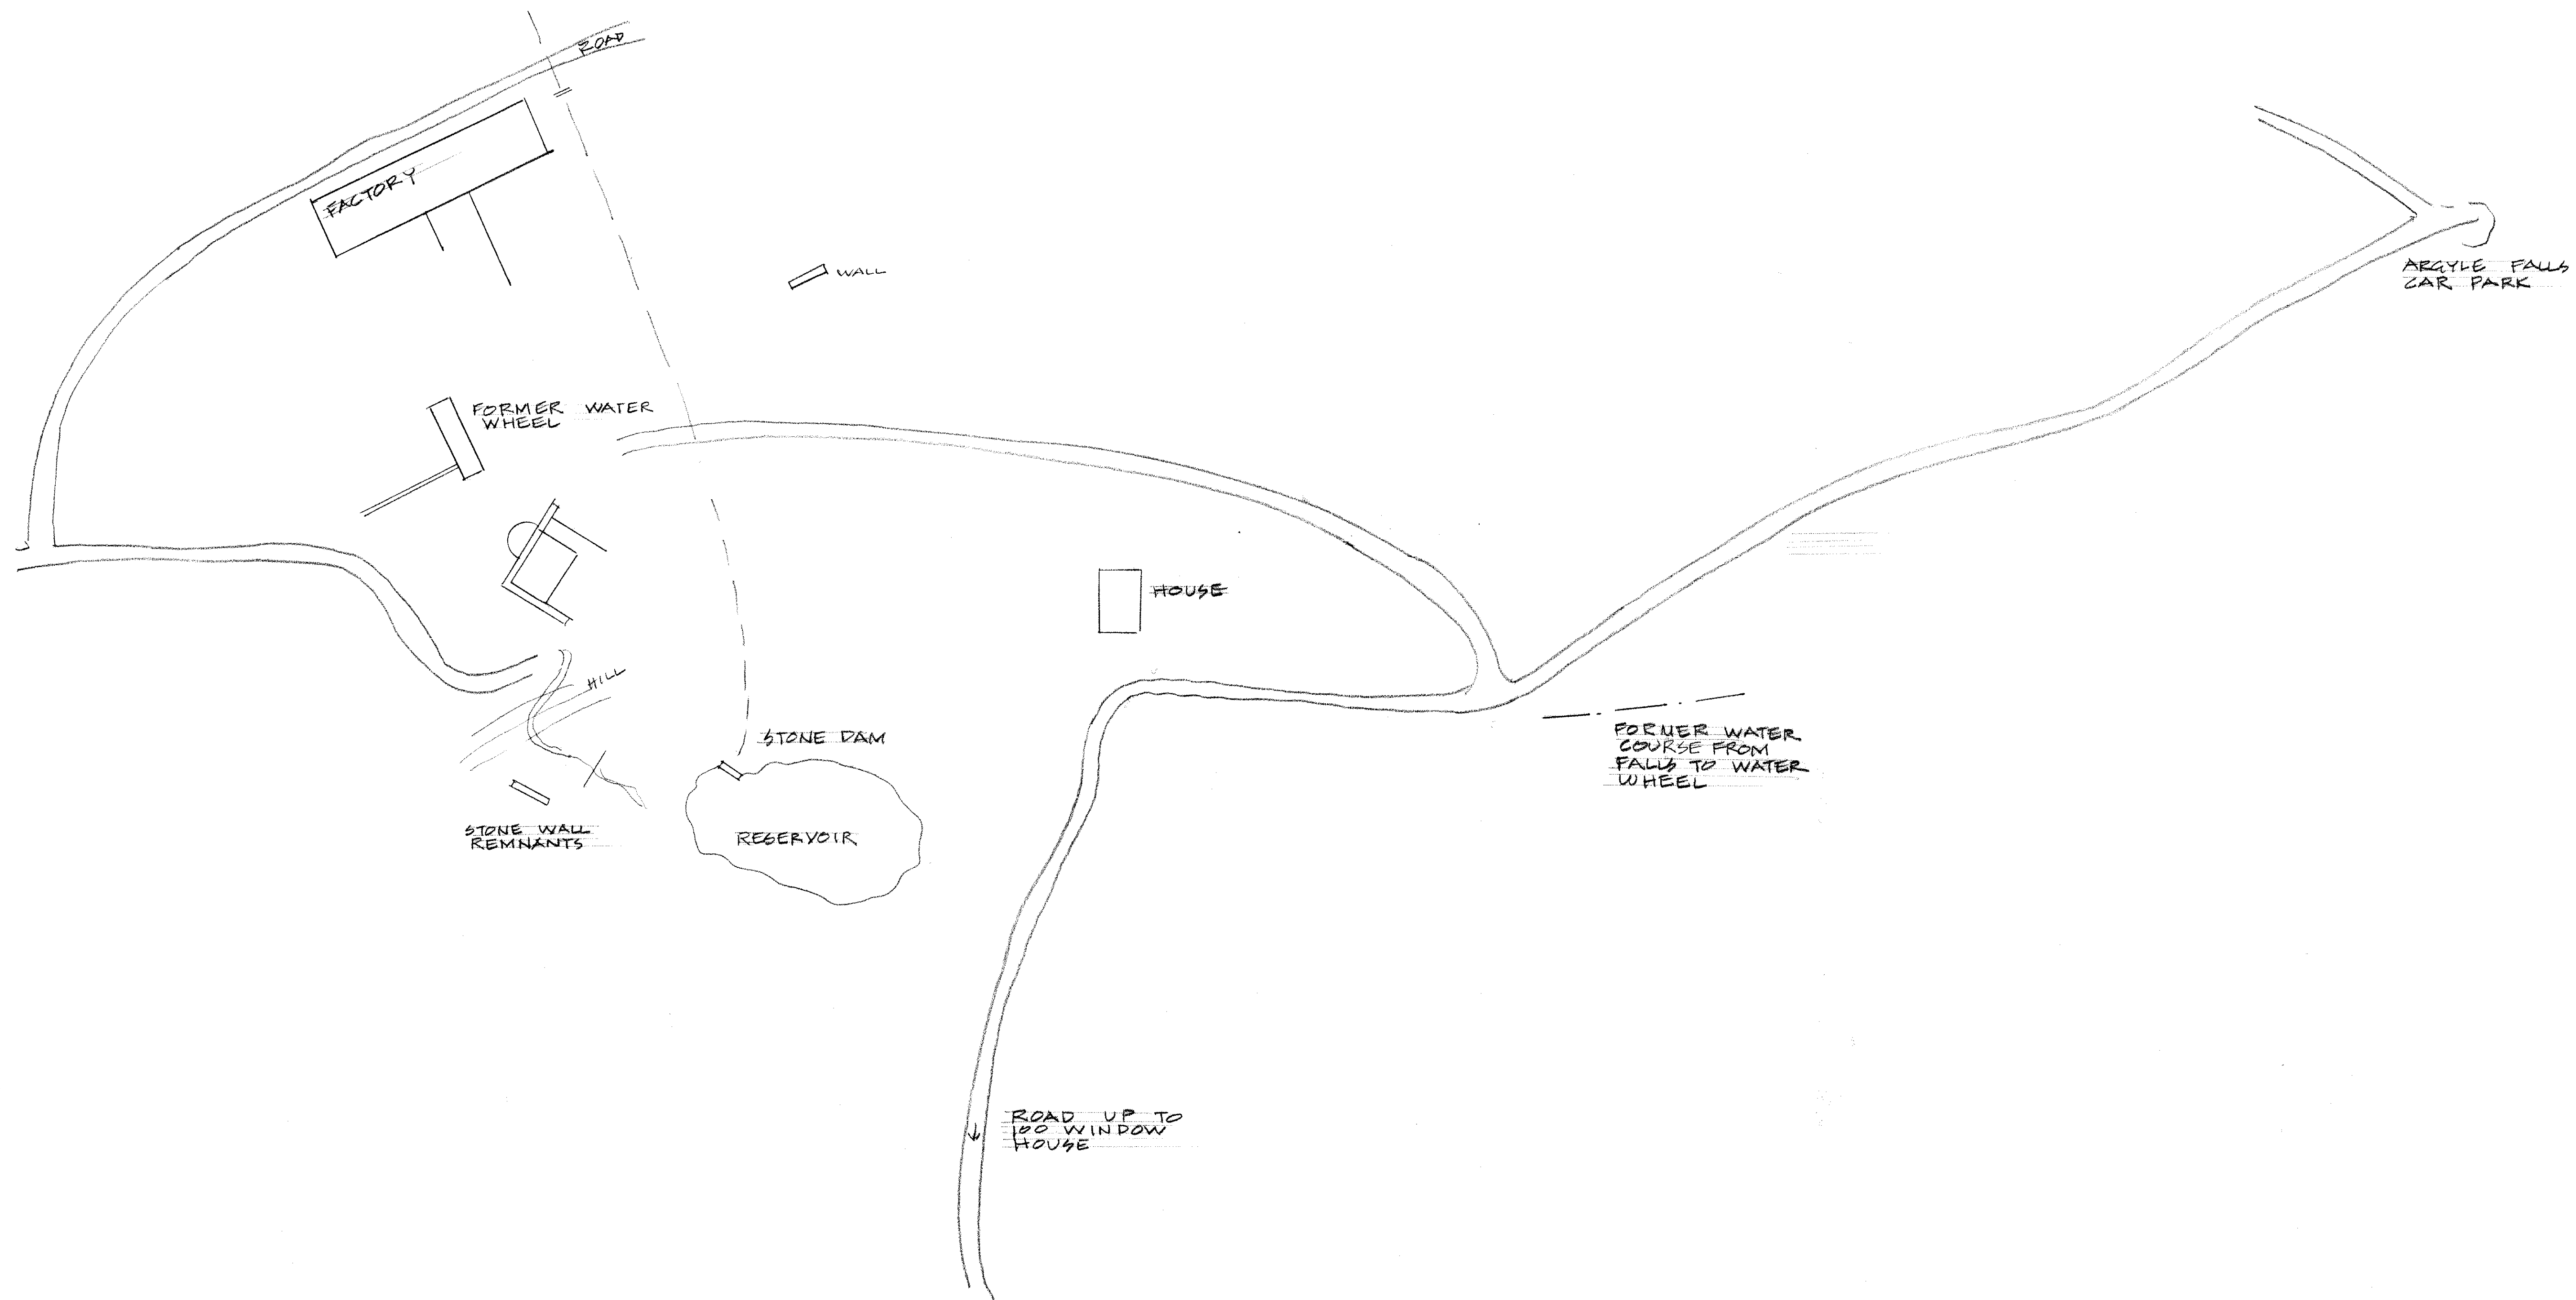 ROAD
FACTORY
WALL
ARGYLE FALLS
CAR PARK
FORMER WATER
WHEEL
HOUSE
HILL
STONE DAM
FORMER WATER
COURSE FROM
FALLS TO WATER
WHEEL
STONE WALL
REMNANTS
RESERVOIR
ROAD UP TO
100 WINDOW
HOUSE